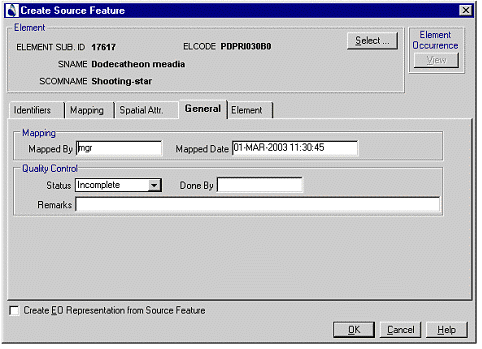 Create Source Feature
Element
ELEMENT SUB. ID 17617 ELCODE PDPRI030B0 Select ...
SNAME Dodecatheon meadia
SCOMNAME Shooting-star
Element
Occurrence
View
Identifiers Mapping Spatial Attr. General Element
Mapping
Mapped By mgr Mapped Date 01-MAR-2003 11:30:45
Quality Control
Status Incomplete Done By
Remarks
Create EO Representation from Source Feature
OK Cancel Help